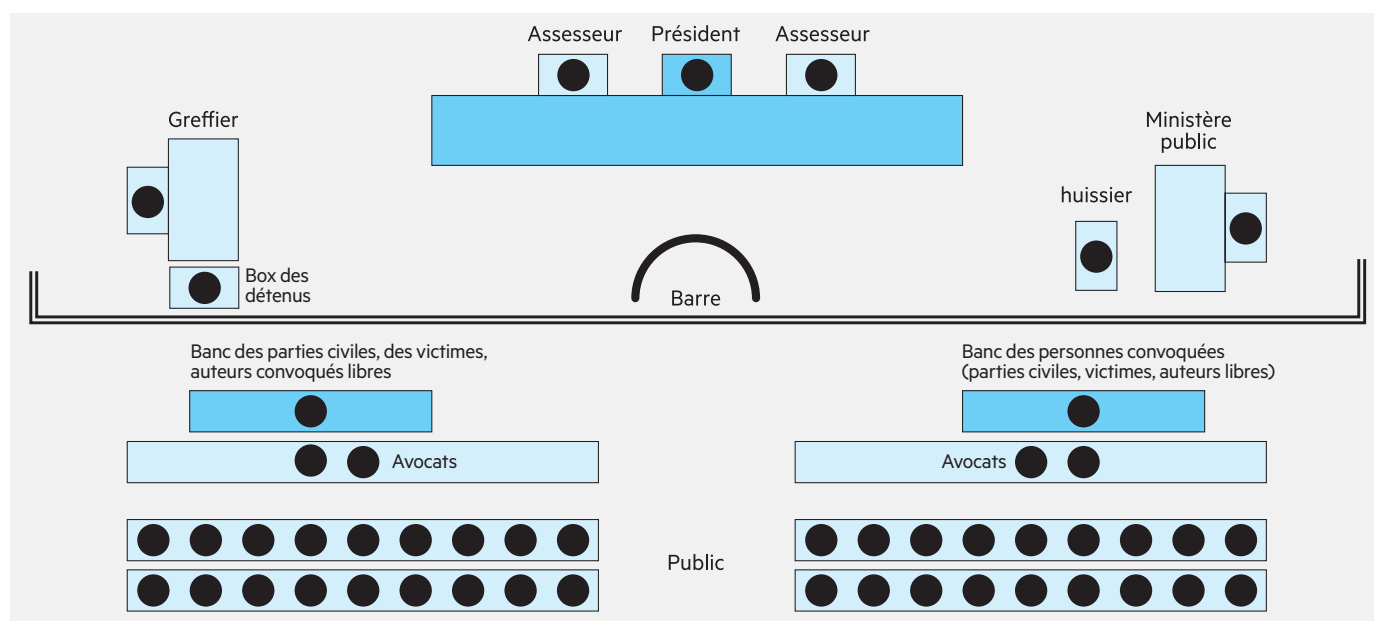 Assesseur
Président
Assesseur
Greffier
Ministère
public
huissier
Box des
détenus
Barre
Banc des parties civiles, des victimes,
auteurs convoqués libres
Banc des personnes convoquées
(parties civiles, victimes, auteurs libres)
Avocats
Avocats
Public